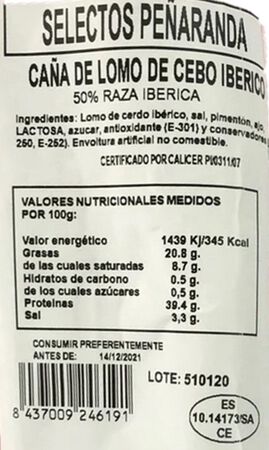 SELECTOS PEÑARANDA
CAÑA DE LOMO DE CEBO IBERICO
50% RAZA IBERICA
Ingredientes: Lomo de cerdo ibérico, sal, pimentón, ajo,
LACTOSA, azucar, antioxidante (E-301) y conservadores
250, E-252). Envoltura artificial no comestible.
CERTIFICADO POR CALICER PI/0311/07
VALORES NUTRICIONALES MEDIDOS
POR 100g:
Valor energético 1439 Kj/345 Kcal
Grasas 20.8 g.
de las cuales saturadas 8.7 g.
Hidratos de carbono 0.5 g.
de los cuales azúcares 0,5 g.
Proteinas 39.4 g.
Sal 3,3 g.
CONSUMIR PREFERENTEMENTE
ANTES DE: 14/12/2021
LOTE: 510120
8 437009 246191
ES
10.14173/SA
CE